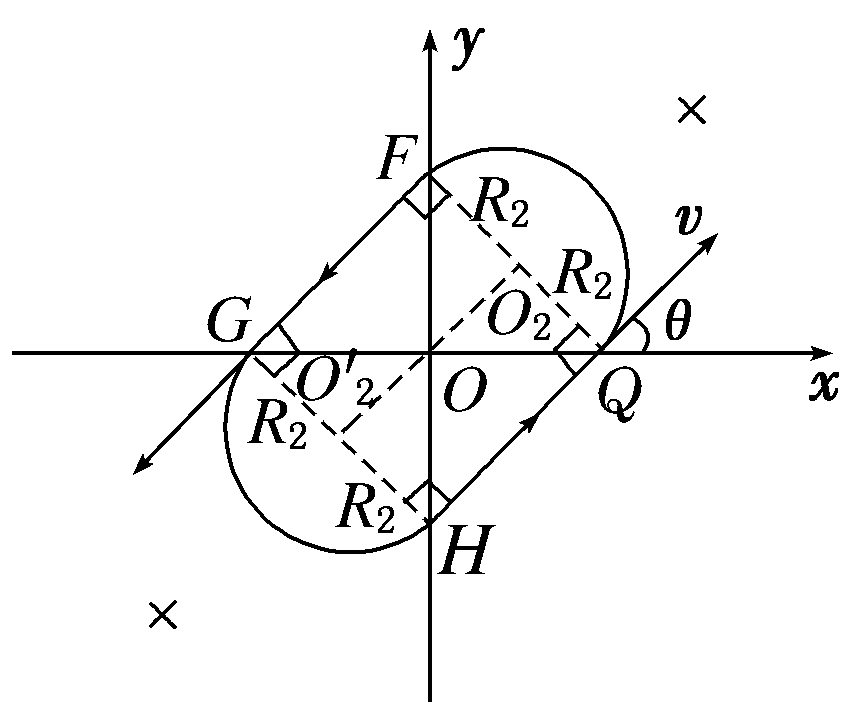 y
×
F
R₂
v
R₂
G
O₂
θ
O′₂
O
Q
x
R₂
R₂
H
×